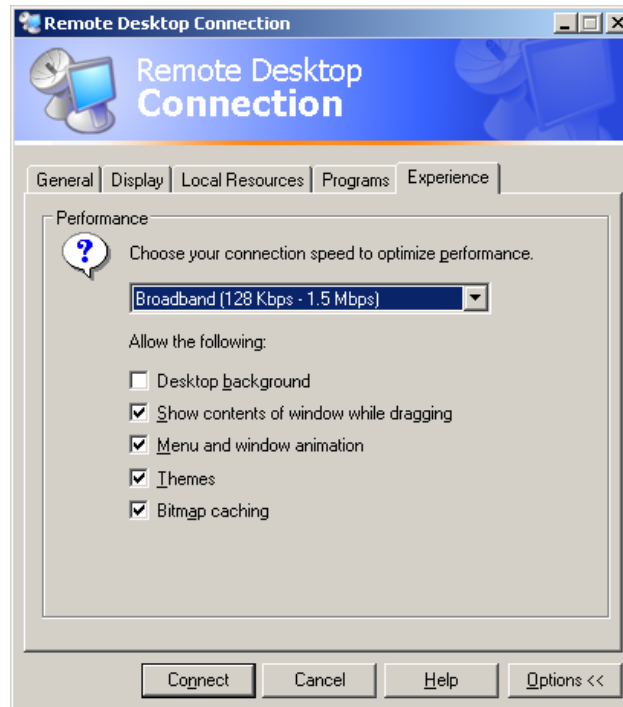 Remote Desktop Connection
Remote Desktop
Connection
General Display Local Resources Programs Experience
Performance
Choose your connection speed to optimize performance.
Broadband (128 Kbps - 1.5 Mbps)
Allow the following:
Desktop background
Show contents of window while dragging
Menu and window animation
Themes
Bitmap caching
Connect Cancel Help Options <<